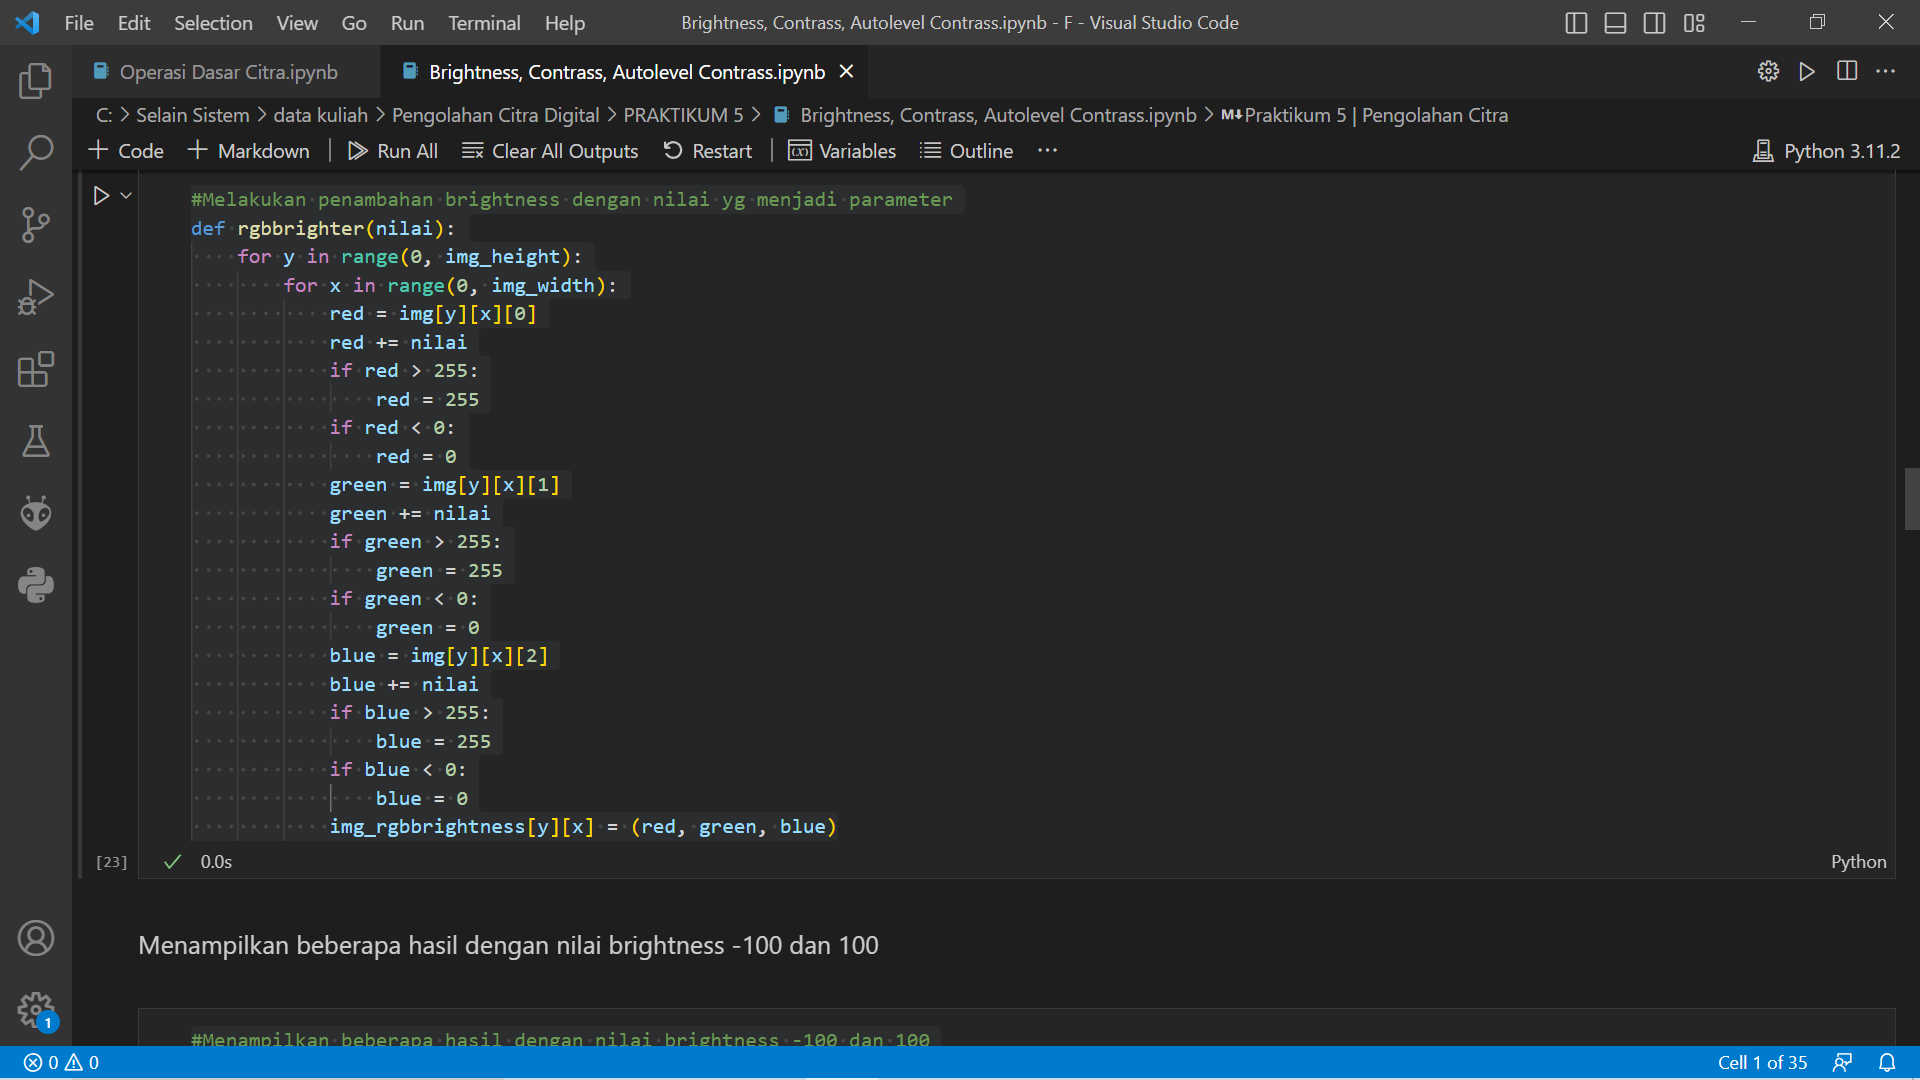 File Edit Selection View Go Run Terminal Help
Brightness, Contrass, Autolevel Contrass.ipynb - F - Visual Studio Code
Operasi Dasar Citra.ipynb
Brightness, Contrass, Autolevel Contrass.ipynb
C: > Selain Sistem > data kuliah > Pengolahan Citra Digital > PRAKTIKUM 5 > Brightness, Contrass, Autolevel Contrass.ipynb > M↓Praktikum 5 | Pengolahan Citra
+ Code + Markdown | Run All Clear All Outputs Restart | Variables Outline ...
Python 3.11.2
#Melakukan penambahan brightness dengan nilai yg menjadi parameter
def rgbbrighter(nilai):
    for y in range(0, img_height):
        for x in range(0, img_width):
            red = img[y][x][0]
            red += nilai
            if red > 255:
                red = 255
            if red < 0:
                red = 0
            green = img[y][x][1]
            green += nilai
            if green > 255:
                green = 255
            if green < 0:
                green = 0
            blue = img[y][x][2]
            blue += nilai
            if blue > 255:
                blue = 255
            if blue < 0:
                blue = 0
            img_rgbbrightness[y][x] = (red, green, blue)
[23] 0.0s
Python
Menampilkan beberapa hasil dengan nilai brightness -100 dan 100
#Menampilkan beberapa hasil dengan nilai brightness -100 dan 100
1
0 0
Cell 1 of 35